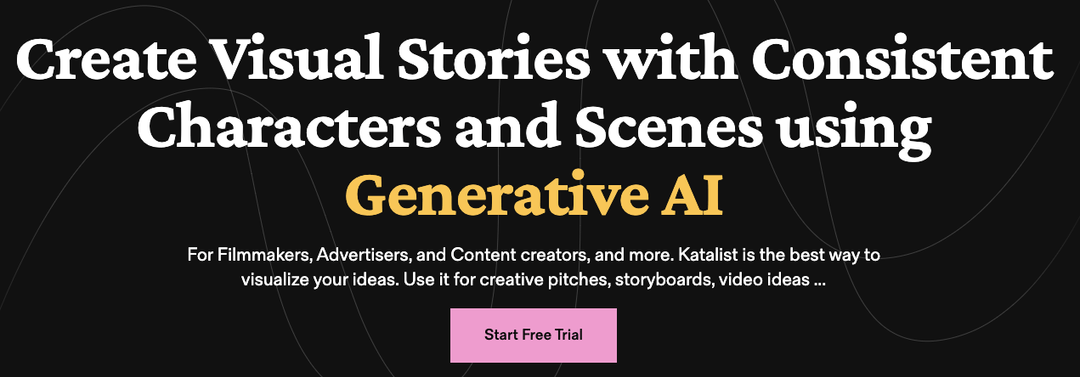 Create Visual Stories with Consistent
Characters and Scenes using
Generative AI
For Filmmakers, Advertisers, and Content creators, and more. Katalist is the best way to
visualize your ideas. Use it for creative pitches, storyboards, video ideas ...
Start Free Trial